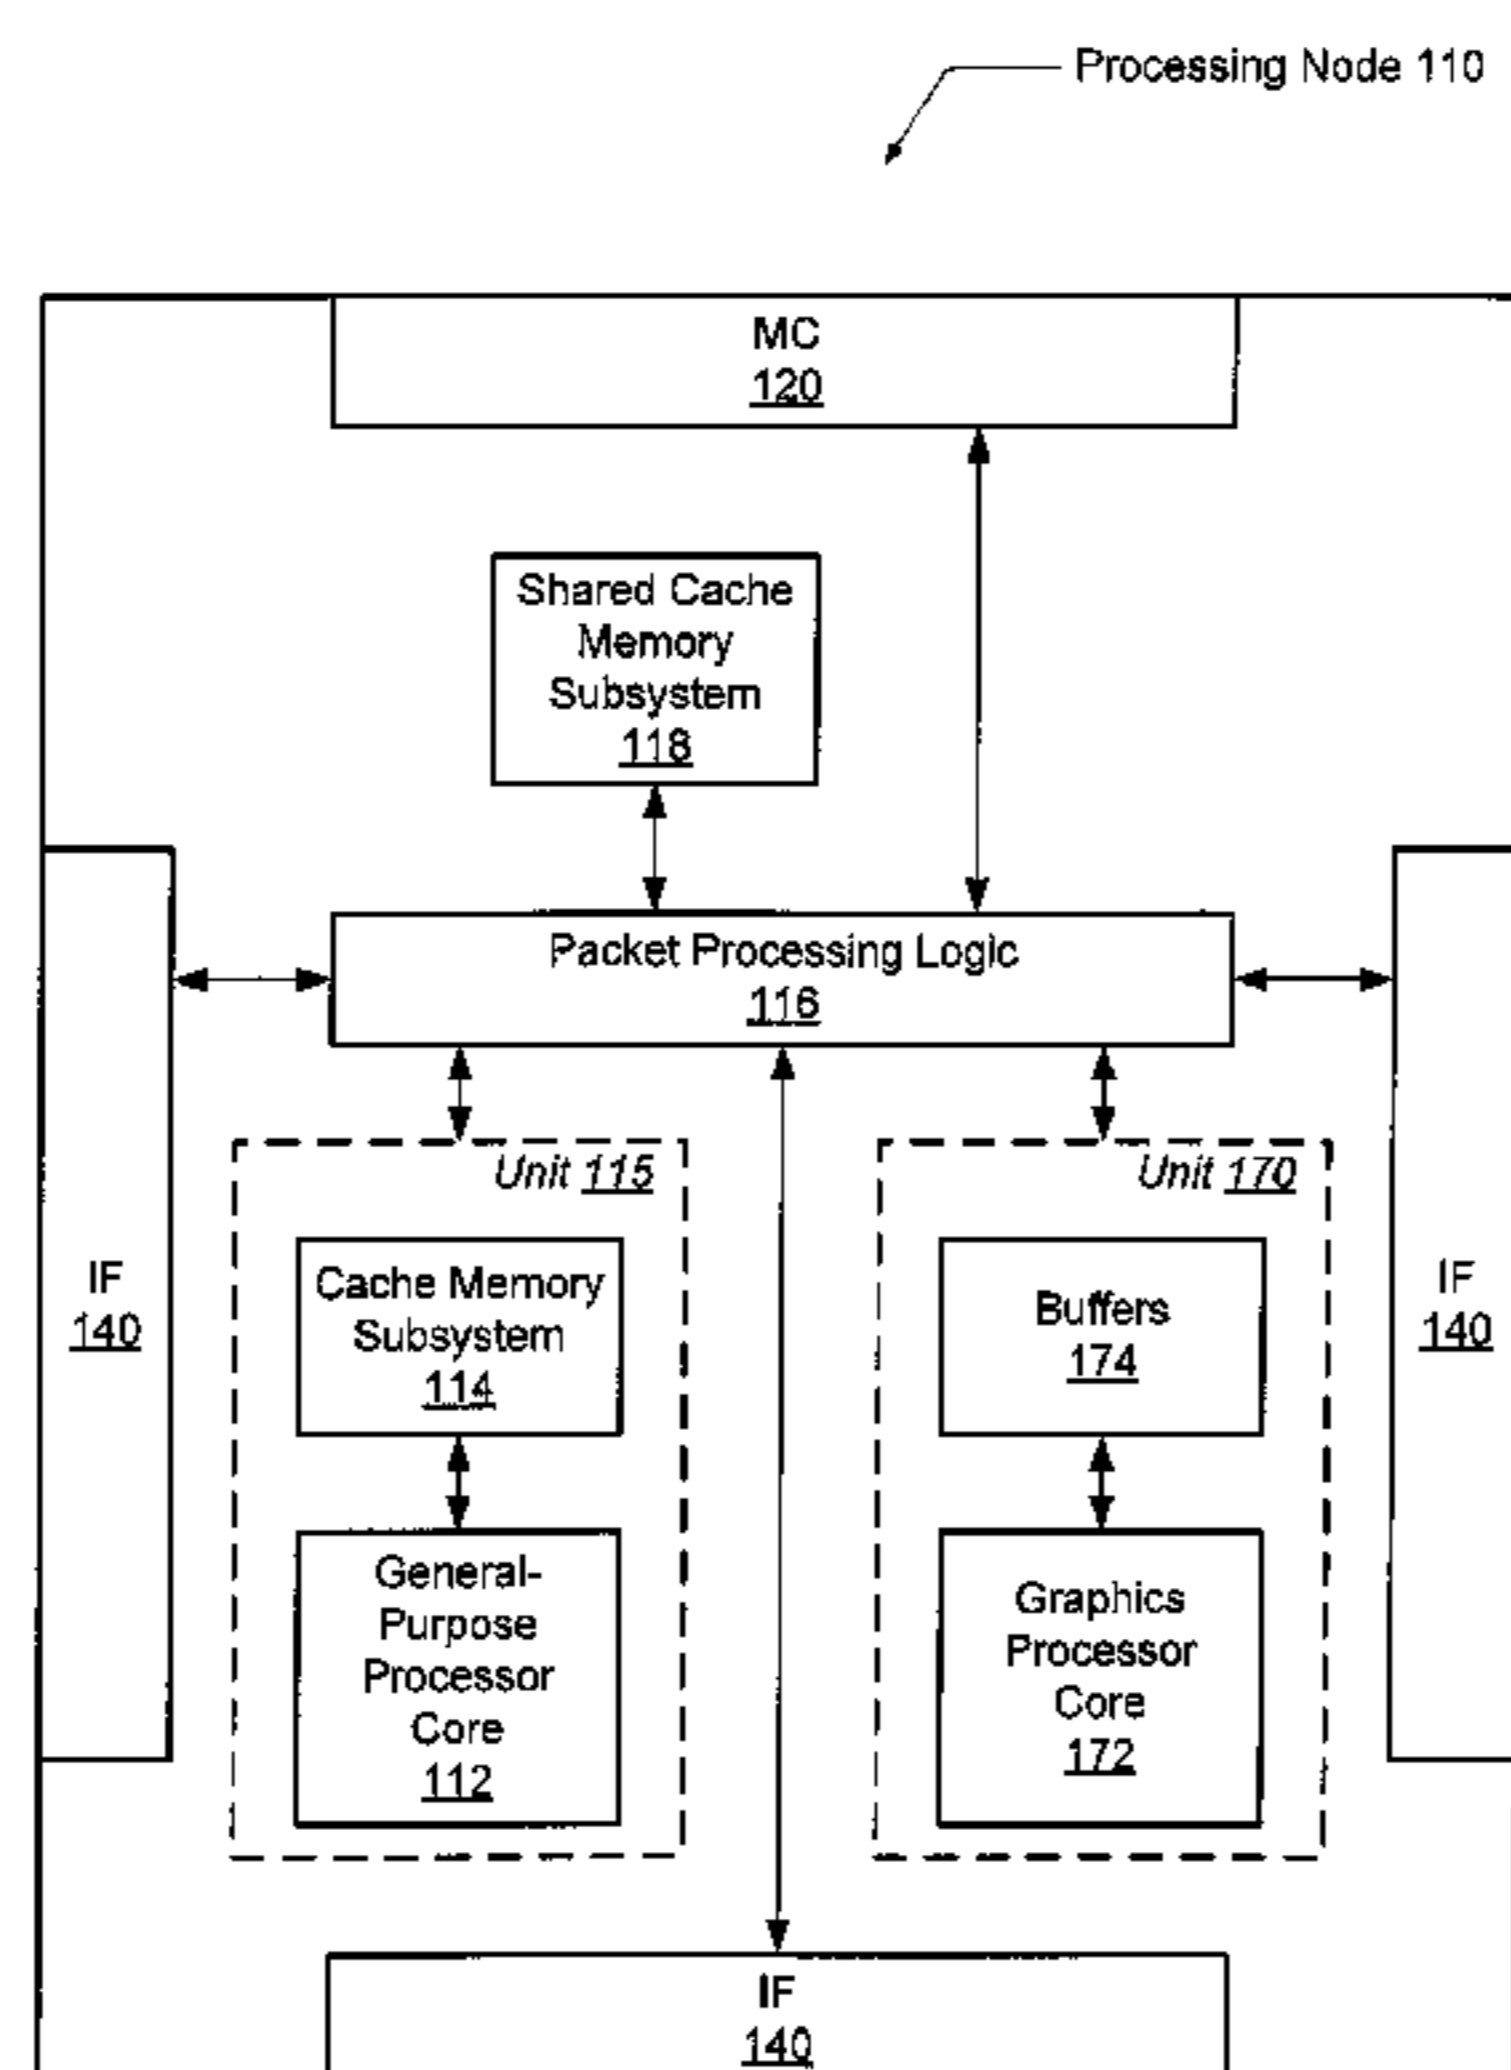 Processing Node 110
MC
120
Shared Cache
Memory
Subsystem
118
Packet Processing Logic
116
Unit 115
Unit 170
IF
140
Cache Memory
Subsystem
114
Buffers
174
IF
140
General-
Purpose
Processor
Core
112
Graphics
Processor
Core
172
IF
140